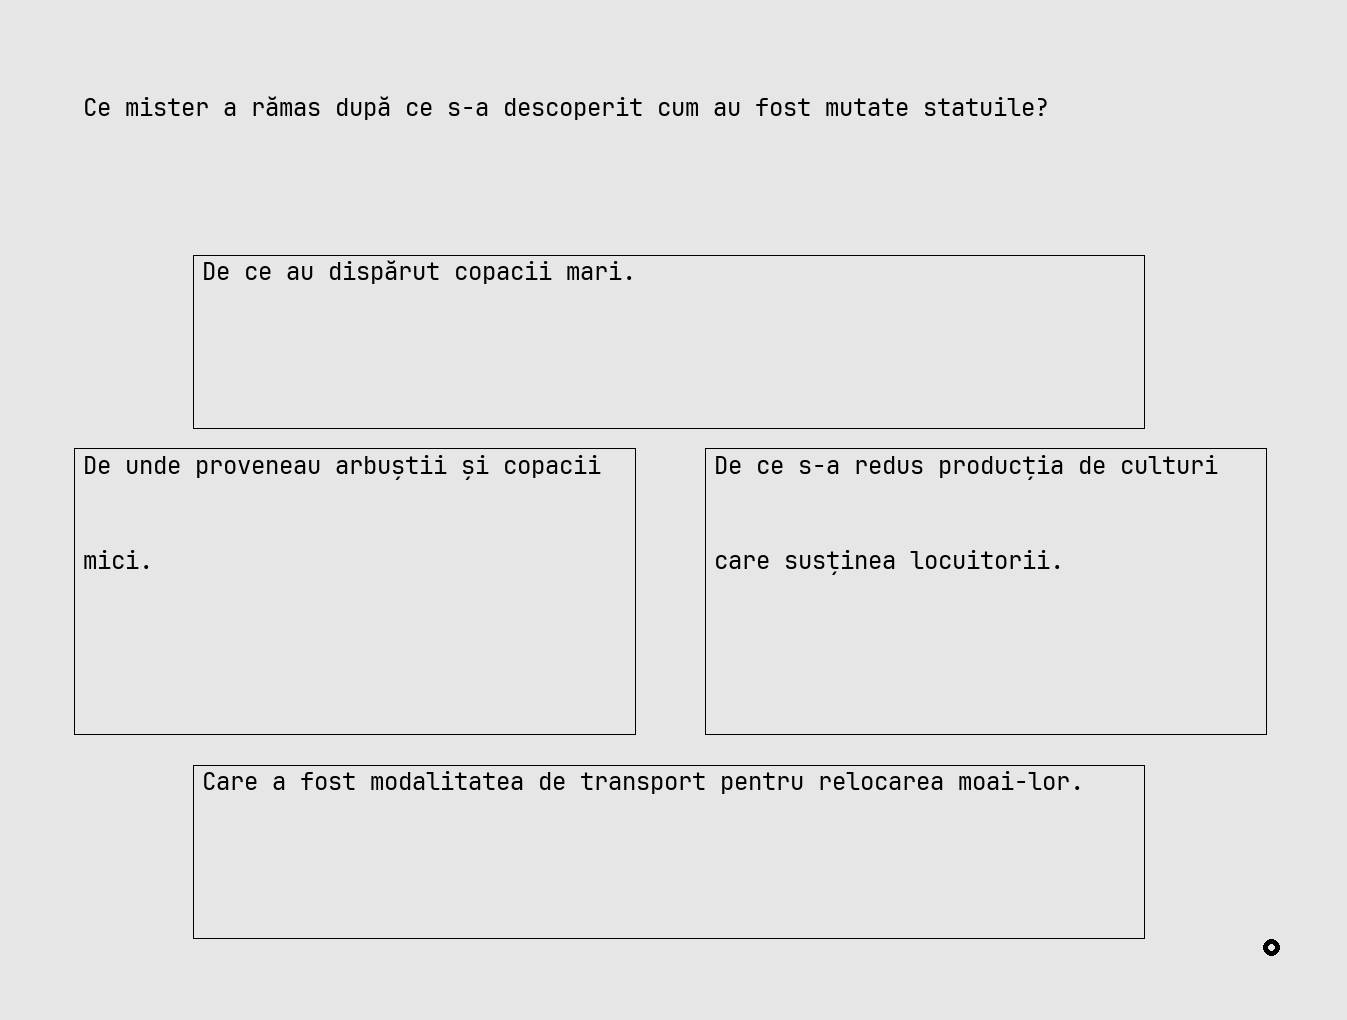 Ce mister a rămas după ce s-a descoperit cum au fost mutate statuile?
De ce au dispărut copacii mari.
De unde proveneau arbuștii și copacii
mici.
De ce s-a redus producția de culturi
care susținea locuitorii.
Care a fost modalitatea de transport pentru relocarea moai-lor.